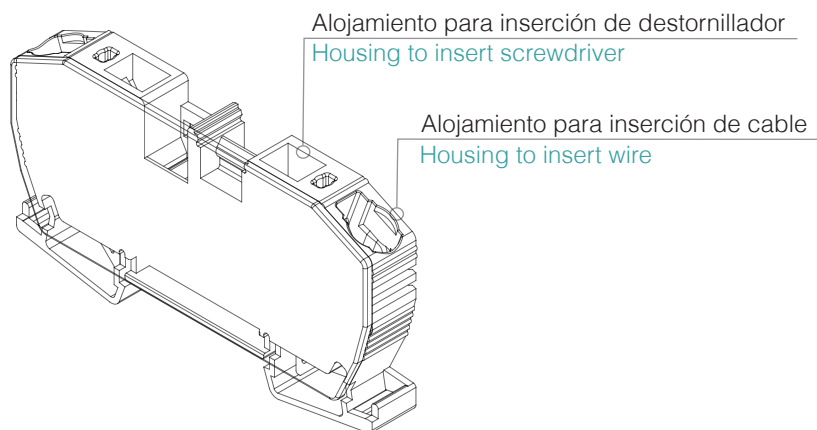 Alojamiento para inserción de destornillador
Housing to insert screwdriver
Alojamiento para inserción de cable
Housing to insert wire